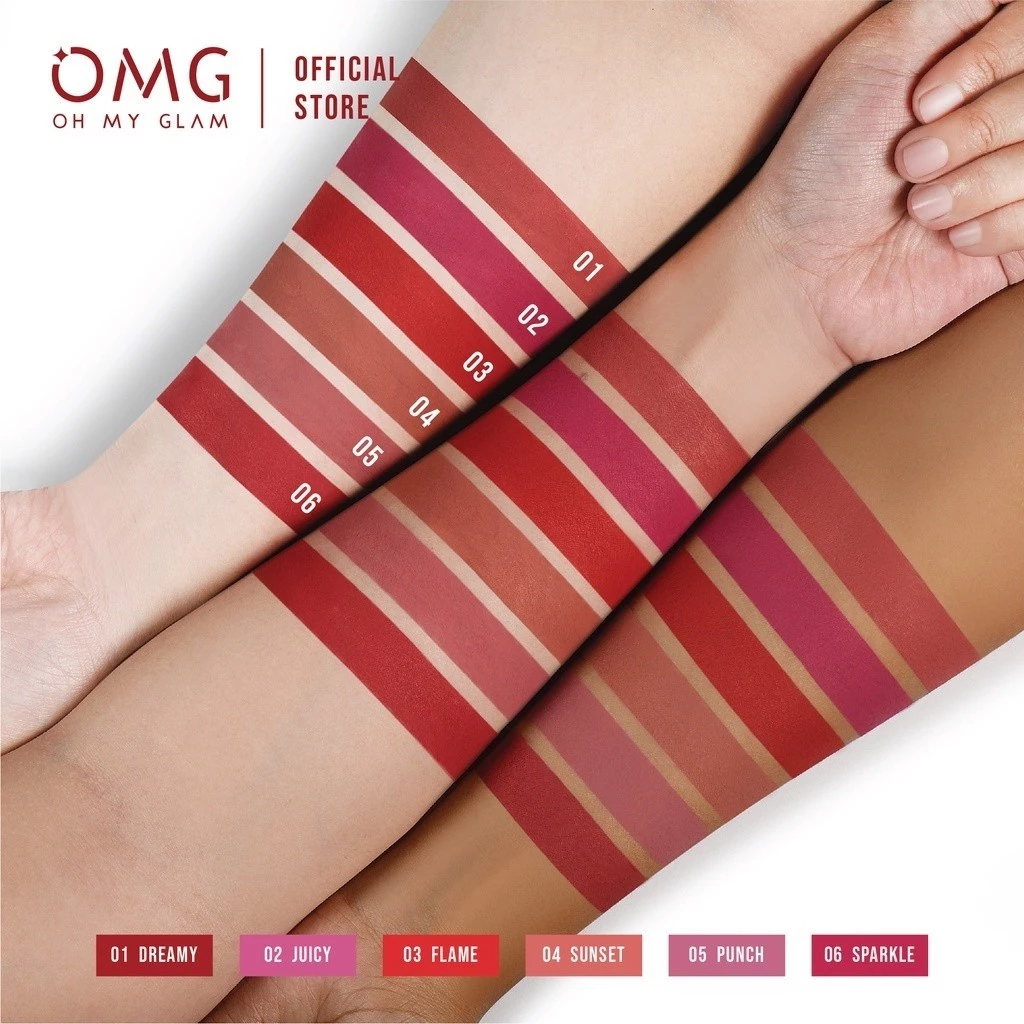 OMG
OH MY GLAM
OFFICIAL
STORE
01
02
03
04
05
06
01 DREAMY
02 JUICY
03 FLAME
04 SUNSET
05 PUNCH
06 SPARKLE